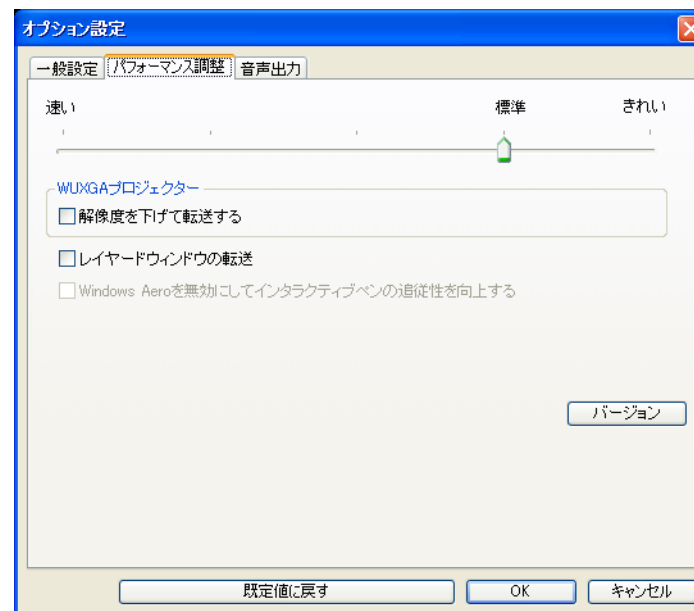 オプション設定
一般設定 パフォーマンス調整 音声出力
速い 標準 きれい
WUXGAプロジェクター
解像度を下げて転送する
レイヤードウィンドウの転送
Windows Aeroを無効にしてインタラクティブペンの追従性を向上する
バージョン
既定値に戻す OK キャンセル